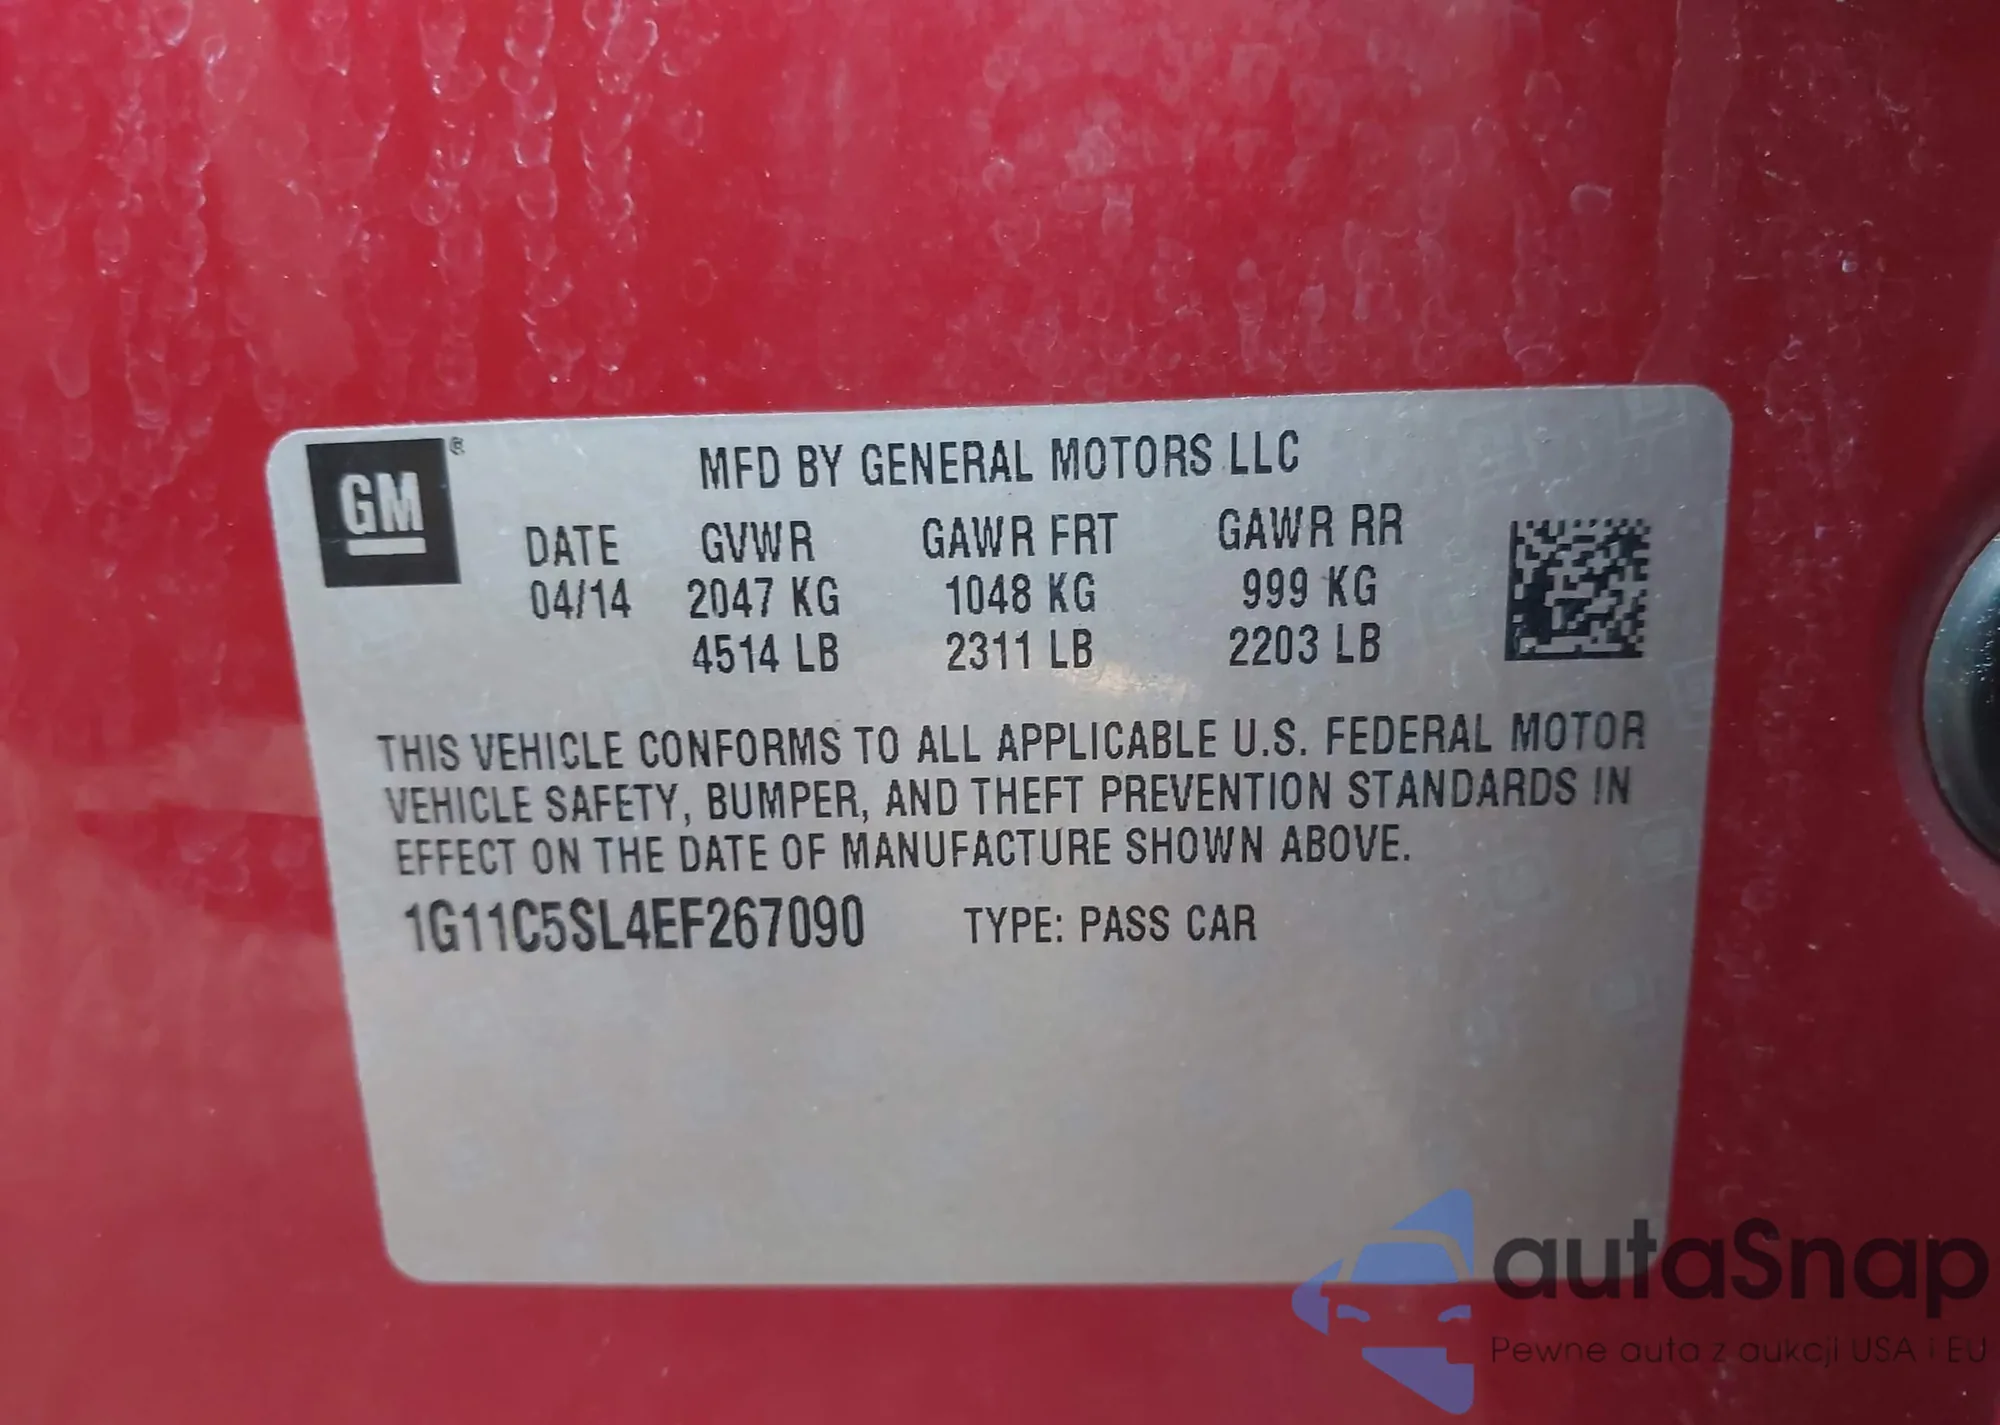 GM®
MFD BY GENERAL MOTORS LLC
DATE GVWR GAWR FRT GAWR RR
04/14 2047 KG 1048 KG 999 KG
4514 LB 2311 LB 2203 LB
THIS VEHICLE CONFORMS TO ALL APPLICABLE U.S. FEDERAL MOTOR
VEHICLE SAFETY, BUMPER, AND THEFT PREVENTION STANDARDS IN
EFFECT ON THE DATE OF MANUFACTURE SHOWN ABOVE.
1G11C5SL4EF267090 TYPE: PASS CAR
autaSnap
Pewne auta z aukcji USA i EU